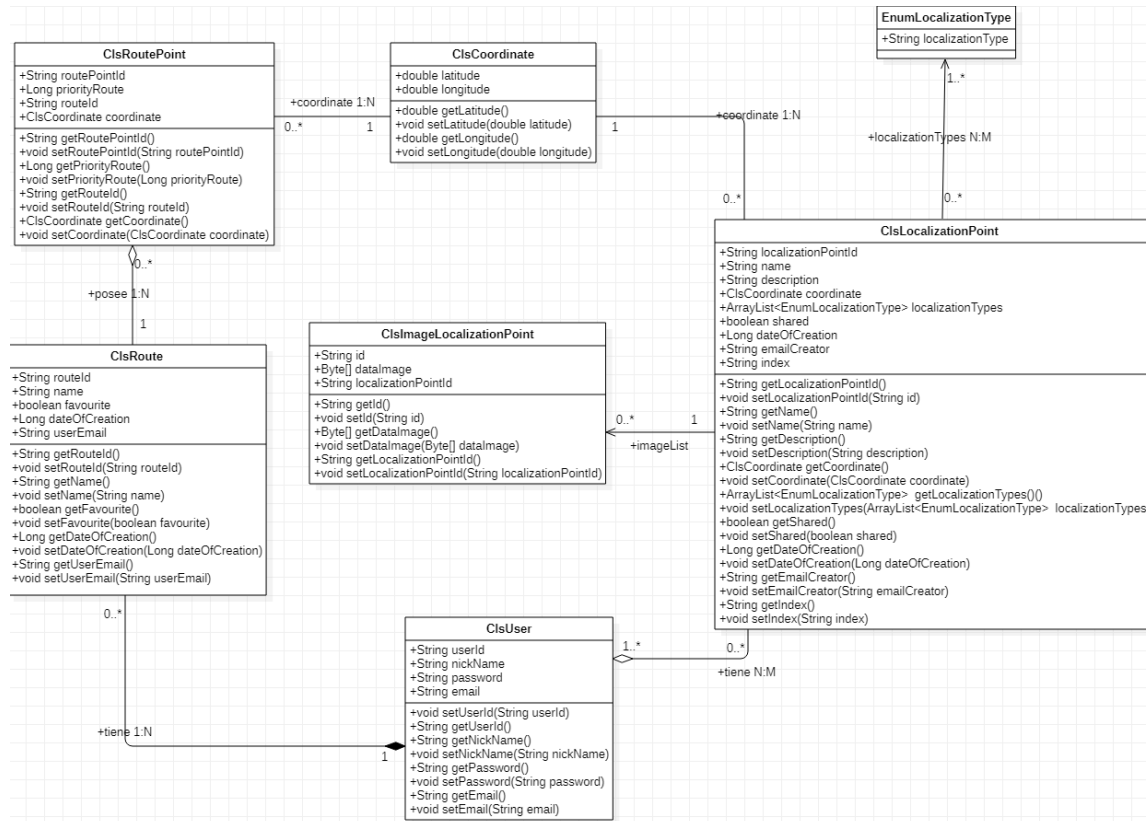 EnumLocalizationType
+String localizationType
ClsRoutePoint
+String routePointId
+Long priorityRoute
+String routeId
+ClsCoordinate coordinate
+String getRoutePointId()
+void setRoutePointId(String routePointId)
+Long getPriorityRoute()
+void setPriorityRoute(Long priorityRoute)
+String getRouteId()
+void setRouteId(String routeId)
+ClsCoordinate getCoordinate()
+void setCoordinate(ClsCoordinate coordinate)
+coordinate 1:N
0..*
1
ClsCoordinate
+double latitude
+double longitude
+double getLatitude()
+void setLatitude(double latitude)
+double getLongitude()
+void setLongitude(double longitude)
1
+coordinate 1:N
0..*
1..*
+localizationTypes N:M
0..*
0..*
+posee 1:N
1
ClsRoute
+String routeId
+String name
+boolean favourite
+Long dateOfCreation
+String userEmail
+String getRouteId()
+void setRouteId(String routeId)
+String getName()
+void setName(String name)
+boolean getFavourite()
+void setFavourite(boolean favourite)
+Long getDateOfCreation()
+void setDateOfCreation(Long dateOfCreation)
+String getUserEmail()
+void setUserEmail(String userEmail)
ClsImageLocalizationPoint
+String id
+Byte[] dataImage
+String localizationPointId
+String getId()
+void setId(String id)
+Byte[] getDataImage()
+void setDataImage(Byte[] dataImage)
+String getLocalizationPointId()
+void setLocalizationPointId(String localizationPointId)
0..*
1
+imageList
ClsLocalizationPoint
+String localizationPointId
+String name
+String description
+ClsCoordinate coordinate
+ArrayList<EnumLocalizationType> localizationTypes
+boolean shared
+Long dateOfCreation
+String emailCreator
+String index
+String getLocalizationPointId()
+void setLocalizationPointId(String id)
+String getName()
+void setName(String name)
+String getDescription()
+void setDescription(String description)
+ClsCoordinate getCoordinate()
+void setCoordinate(ClsCoordinate coordinate)
+ArrayList<EnumLocalizationType> getLocalizationTypes()()
+void setLocalizationTypes(ArrayList<EnumLocalizationType> localizationTypes
+boolean getShared()
+void setShared(boolean shared)
+Long getDateOfCreation()
+void setDateOfCreation(Long dateOfCreation)
+String getEmailCreator()
+void setEmailCreator(String emailCreator)
+String getIndex()
+void setIndex(String index)
0..*
+tiene 1:N
1
ClsUser
+String userId
+String nickName
+String password
+String email
+void setUserId(String userId)
+String getUserId()
+String getNickName()
+void setNickName(String nickName)
+String getPassword()
+void setPassword(String password)
+String getEmail()
+void setEmail(String email)
1..*
0..*
+tiene N:M